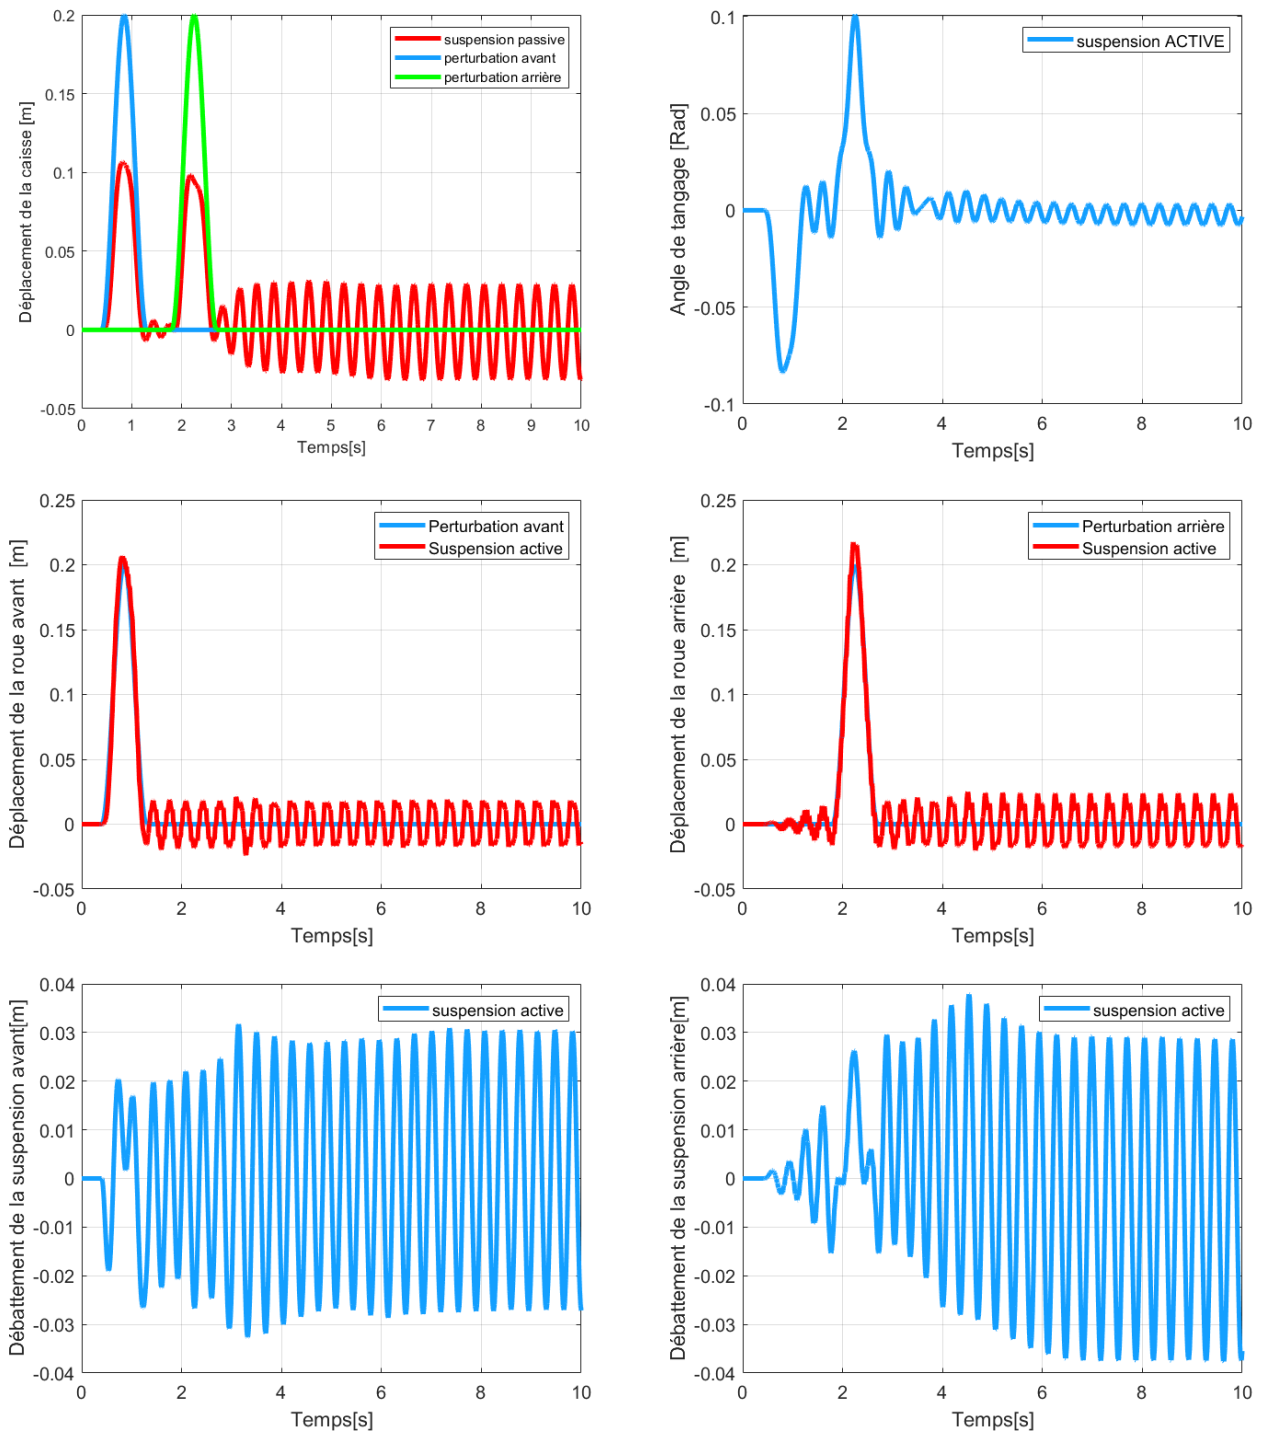 Déplacement de la caisse [m]
0.2
0.15
0.1
0.05
0
-0.05
suspension passive
perturbation avant
perturbation arrière
0 1 2 3 4 5 6 7 8 9 10
Temps[s]
Angle de tangage [Rad]
0.1
0.05
0
-0.05
-0.1
suspension ACTIVE
0 2 4 6 8 10
Temps[s]
Déplacement de la roue avant [m]
0.25
0.2
0.15
0.1
0.05
0
-0.05
Perturbation avant
Suspension active
0 2 4 6 8 10
Temps[s]
Déplacement de la roue arrière [m]
0.25
0.2
0.15
0.1
0.05
0
-0.05
Perturbation arrière
Suspension active
0 2 4 6 8 10
Temps[s]
Débattement de la suspension avant[m]
0.04
0.03
0.02
0.01
0
-0.01
-0.02
-0.03
-0.04
suspension active
0 2 4 6 8 10
Temps[s]
Débattement de la suspension arrière[m]
0.04
0.03
0.02
0.01
0
-0.01
-0.02
-0.03
-0.04
suspension active
0 2 4 6 8 10
Temps[s]